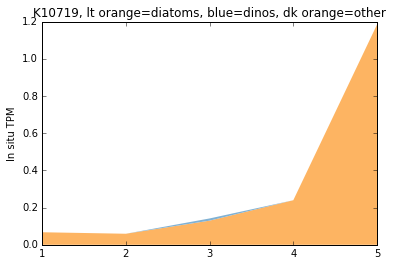 K10719, lt orange=diatoms, blue=dinos, dk orange=other
1.2
1.0
0.8
0.6
0.4
0.2
0.0
In situ TPM
1 2 3 4 5